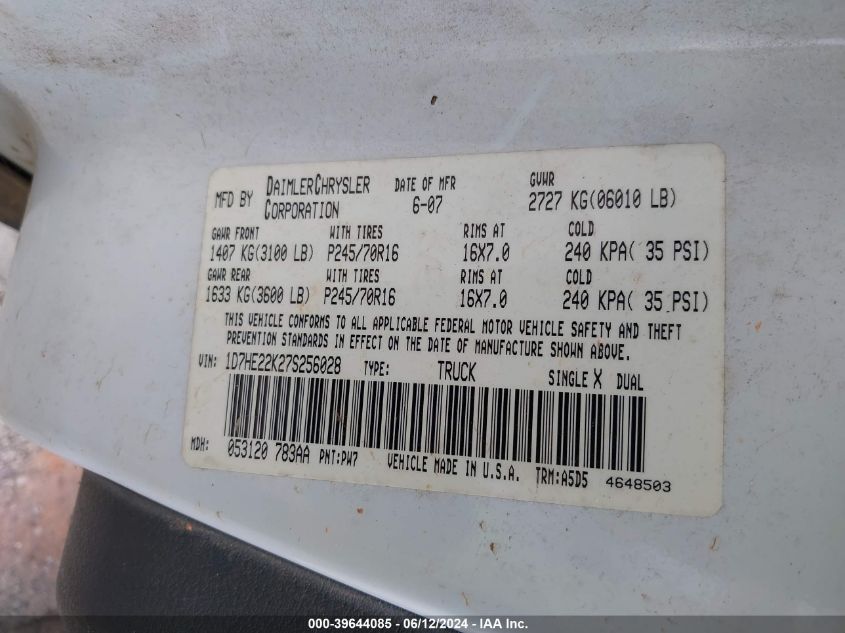 MFD BY DAIMLERCHRYSLER CORPORATION DATE OF MFR 6-07 GVWR 2727 KG(06010 LB)
GAWR FRONT WITH TIRES RIMS AT COLD
1407 KG(3100 LB) P245/70R16 16X7.0 240 KPA( 35 PSI)
GAWR REAR WITH TIRES RIMS AT COLD
1633 KG(3600 LB) P245/70R16 16X7.0 240 KPA( 35 PSI)
THIS VEHICLE CONFORMS TO ALL APPLICABLE FEDERAL MOTOR VEHICLE SAFETY AND THEFT
PREVENTION STANDARDS IN EFFECT ON THE DATE OF MANUFACTURE SHOWN ABOVE.
VIN: 1D7HE22K27S256028 TYPE: TRUCK SINGLE X DUAL
MDH: 053120 783AA PNT:PW7 VEHICLE MADE IN U.S.A. TRM:A5D5 4648503
000-39644085 - 06/12/2024 - IAA Inc.